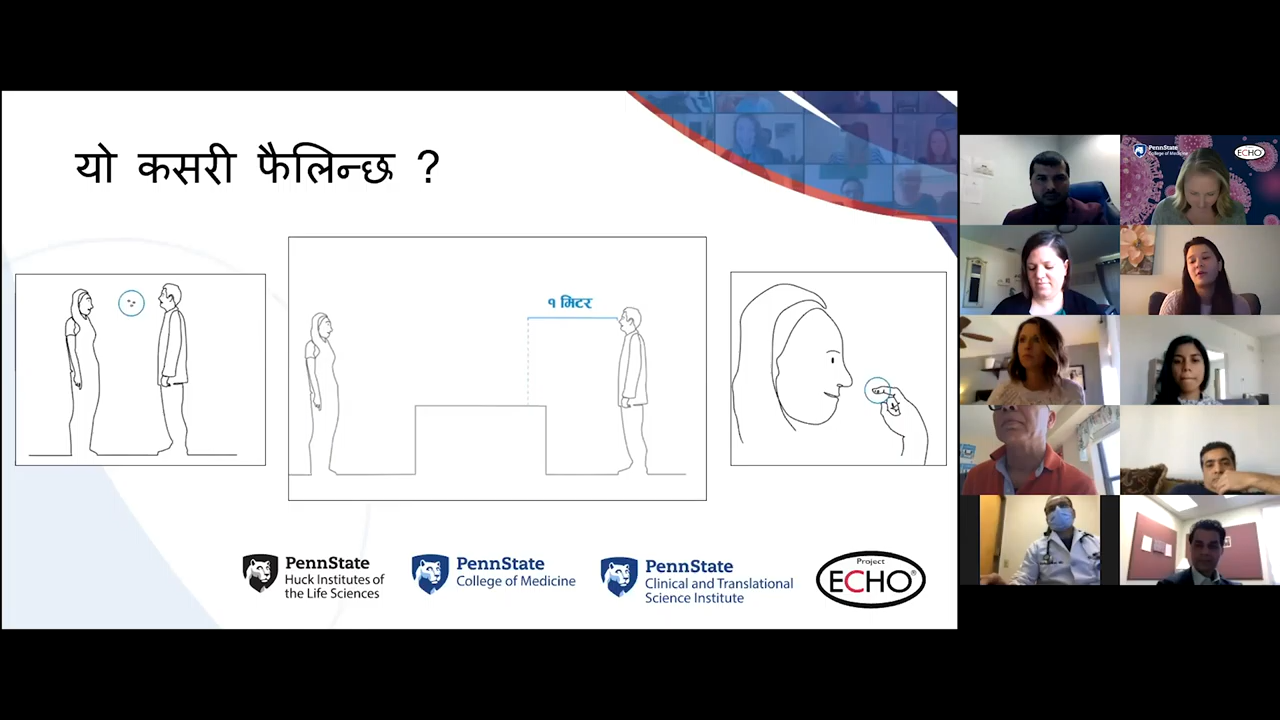 यो कसरी फैलिन्छ ?
१ मिटर
PennState
Huck Institutes of
the Life Sciences
PennState
College of Medicine
PennState
Clinical and Translational
Science Institute
Project
ECHO®
PennState
College of Medicine
ECHO